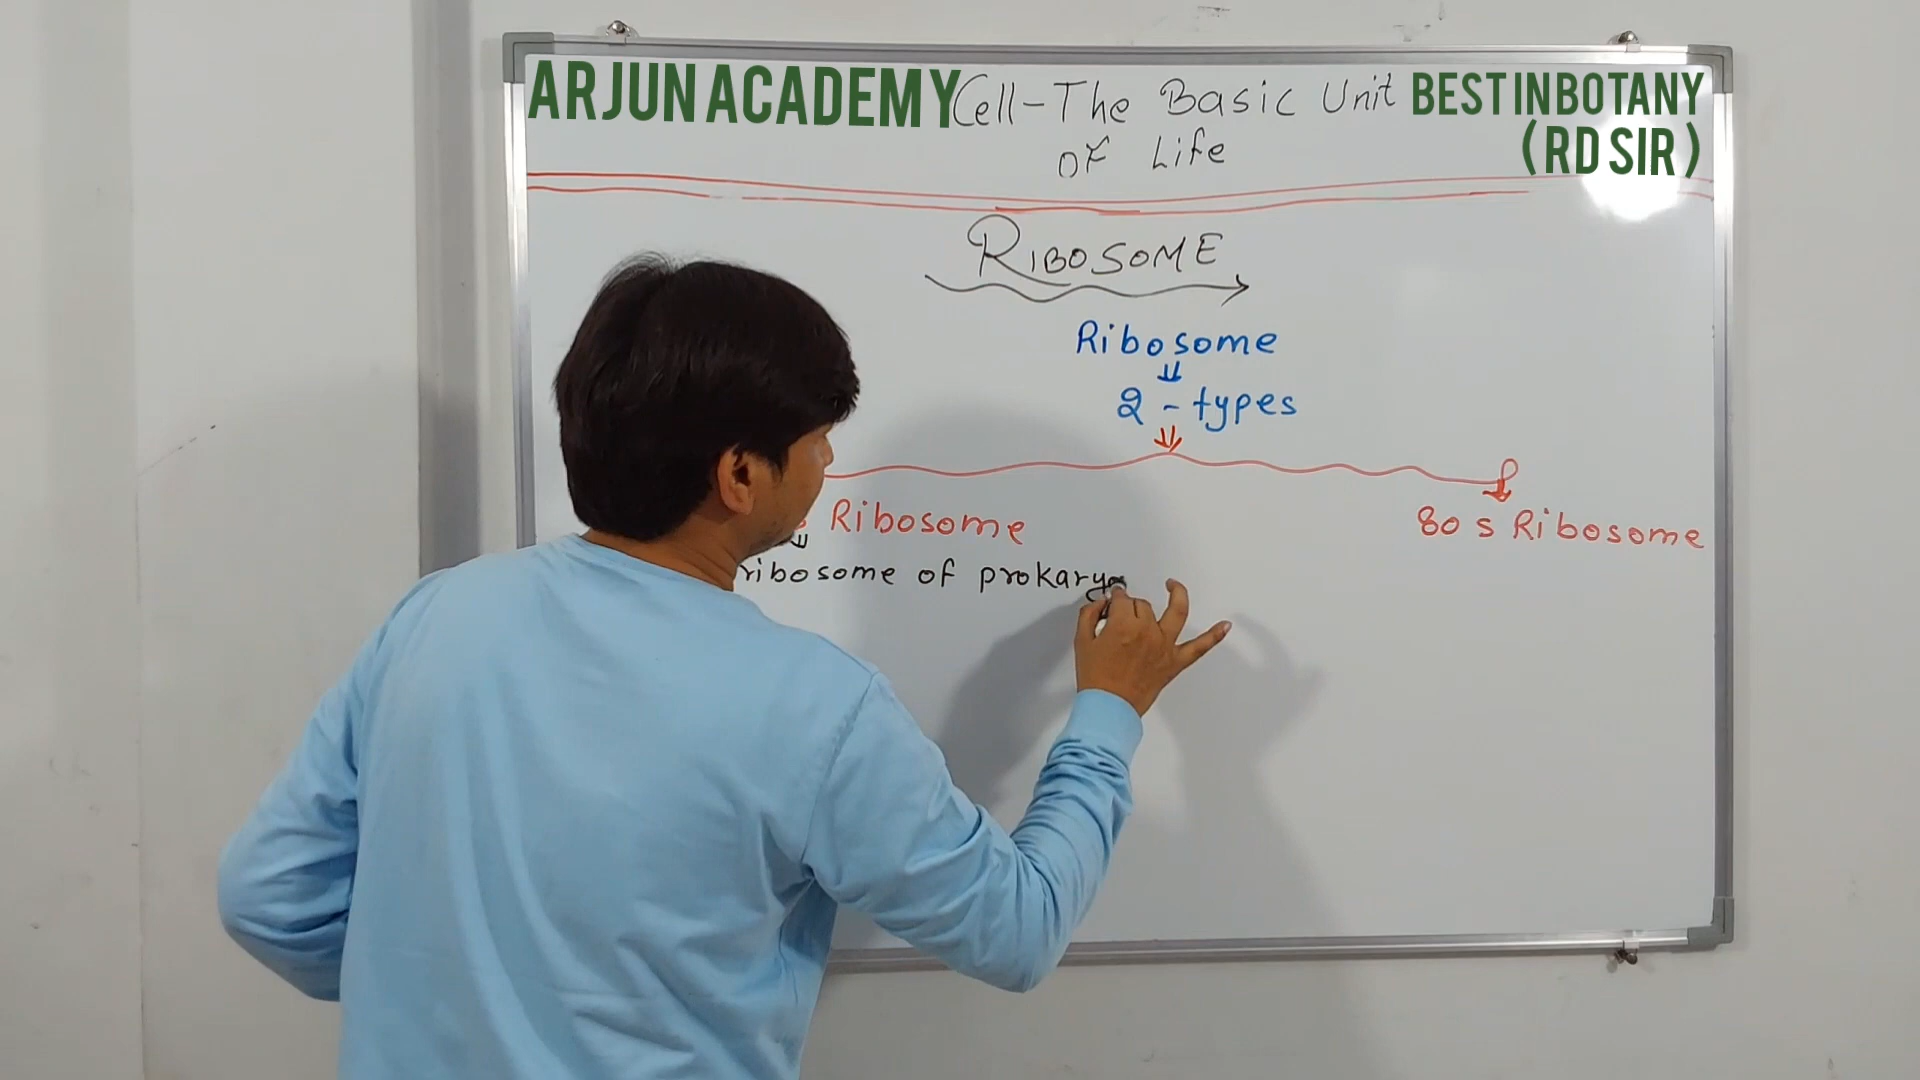 ARJUN ACADEMY
Cell-The Basic Unit
of Life
BEST IN BOTANY
(RD SIR)
RIBOSOME
Ribosome
2-types
Ribosome
80 s Ribosome
ribosome of prokaryo